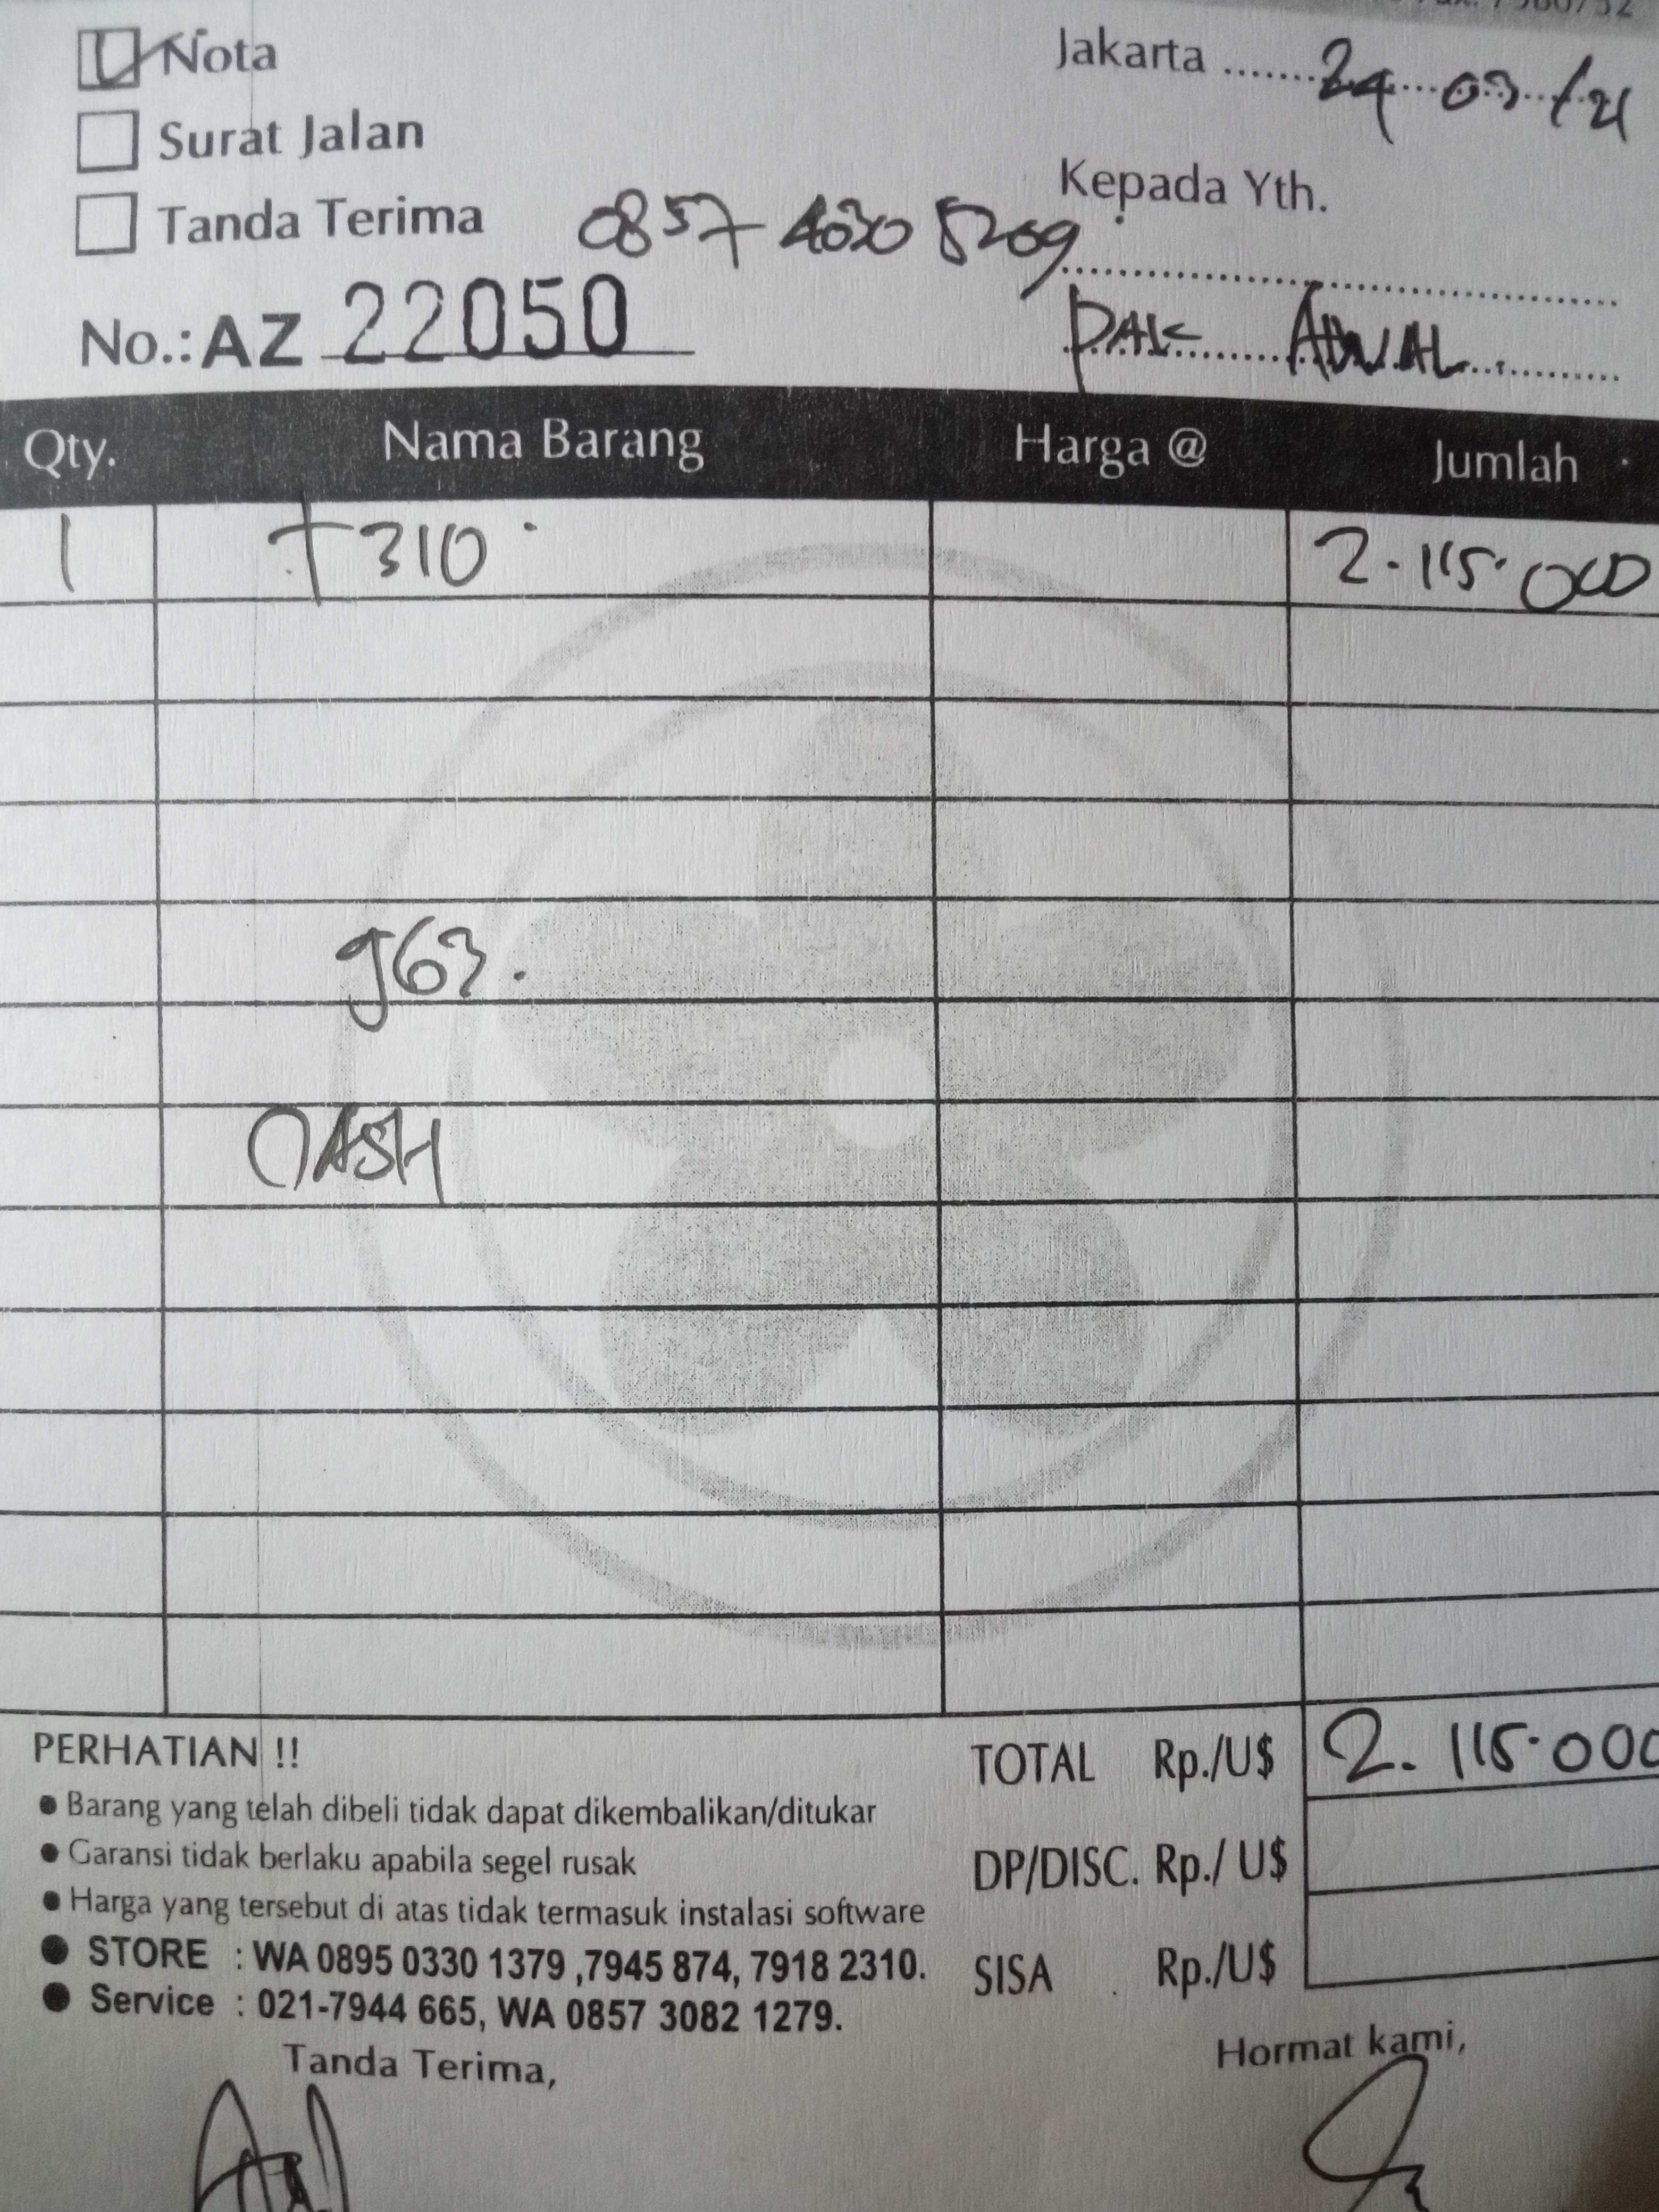 Nota
Jakarta 24 03 / 21
Surat Jalan
Kepada Yth.
Tanda Terima 0857 4030 5209
No.: AZ 22050
PAK AWAL
Qty. Nama Barang Harga @ Jumlah
1 T310 2.115.000
963.
CASH
PERHATIAN !!
TOTAL Rp./U$ 2.115.000
● Barang yang telah dibeli tidak dapat dikembalikan/ditukar
● Garansi tidak berlaku apabila segel rusak
DP/DISC. Rp./ U$
● Harga yang tersebut di atas tidak termasuk instalasi software
● STORE : WA 0895 0330 1379 ,7945 874, 7918 2310.
SISA Rp./U$
● Service : 021-7944 665, WA 0857 3082 1279.
Tanda Terima,
Hormat kami,